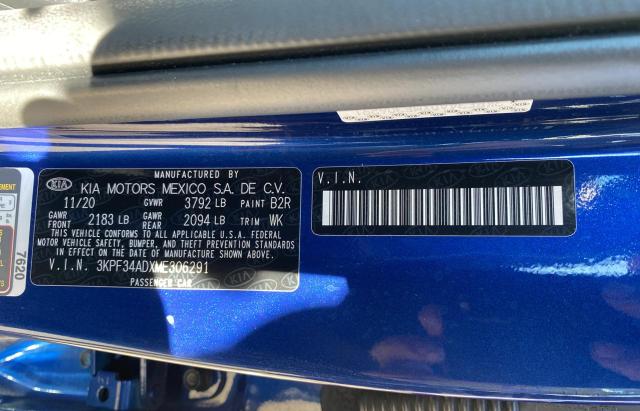 MANUFACTURED BY
KIA KIA MOTORS MEXICO S.A. DE C.V.
11/20 GVWR 3792 LB PAINT B2R
GAWR FRONT 2183 LB GAWR REAR 2094 LB TRIM WK
THIS VEHICLE CONFORMS TO ALL APPLICABLE FEDERAL
MOTOR VEHICLE SAFETY, BUMPER, AND THEFT PREVENTION
STANDARDS IN EFFECT ON THE DATE OF MANUFACTURE
SHOWN ABOVE.
V.I.N. 3KPF34ADXME306291
PASSENGER CAR
V.I.N.
7620